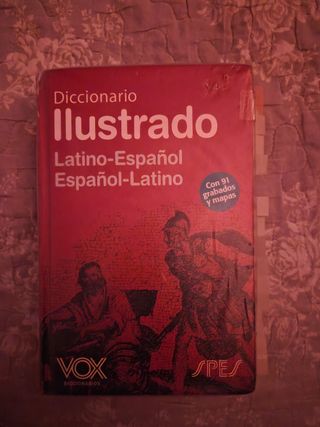 Diccionario
Ilustrado
Latino-Español
Español-Latino
Con 91
grabados
y mapas
VOX
DICCIONARIOS
SPES